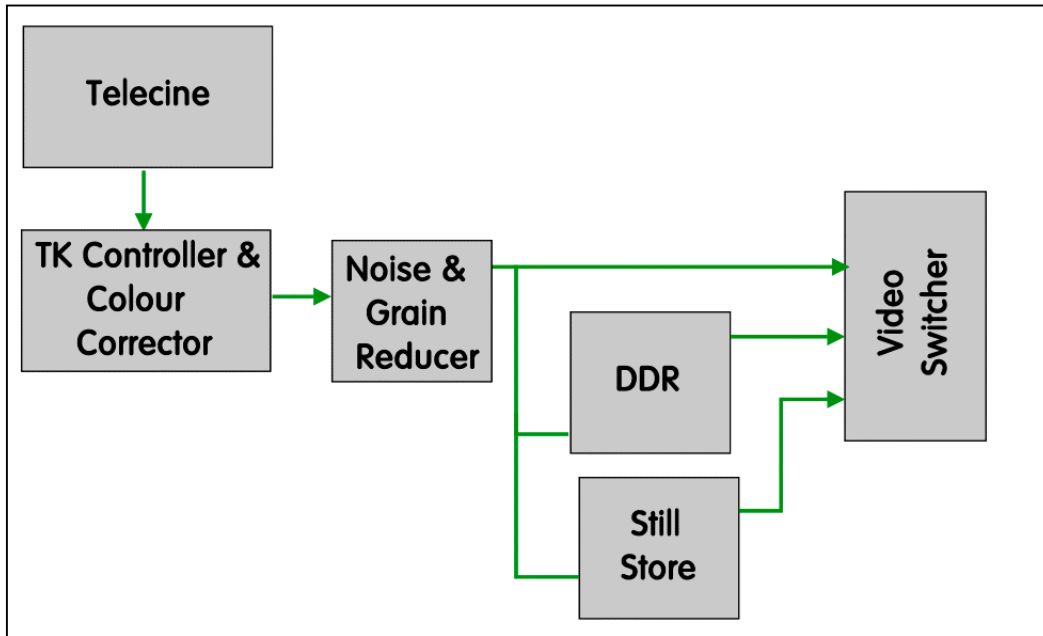 Telecine
TK Controller &
Colour
Corrector
Noise &
Grain
Reducer
DDR
Still
Store
Video
Switcher